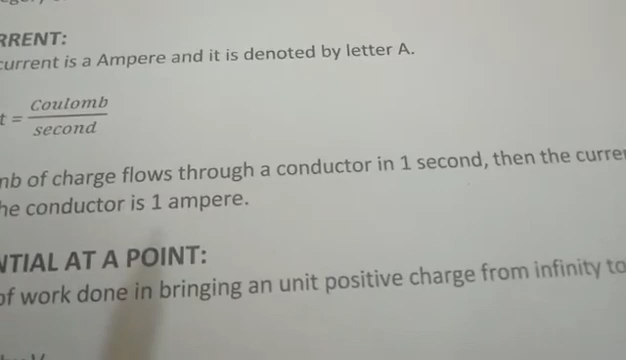 RRENT:
current is a Ampere and it is denoted by letter A.
t = Coulomb
second
mb of charge flows through a conductor in 1 second, then the curre
he conductor is 1 ampere.
NTIAL AT A POINT:
of work done in bringing an unit positive charge from infinity to